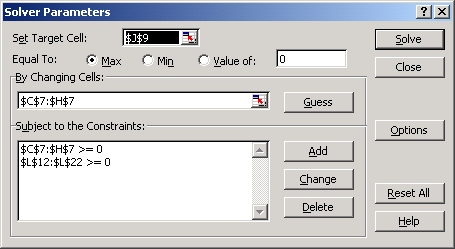 Solver Parameters
Set Target Cell: $J$9
Solve
Equal To: Max Min Value of: 0
Close
By Changing Cells:
$C$7:$H$7
Guess
Subject to the Constraints:
Options
$C$7:$H$7 >= 0
Add
$L$12:$L$22 >= 0
Change
Reset All
Delete
Help